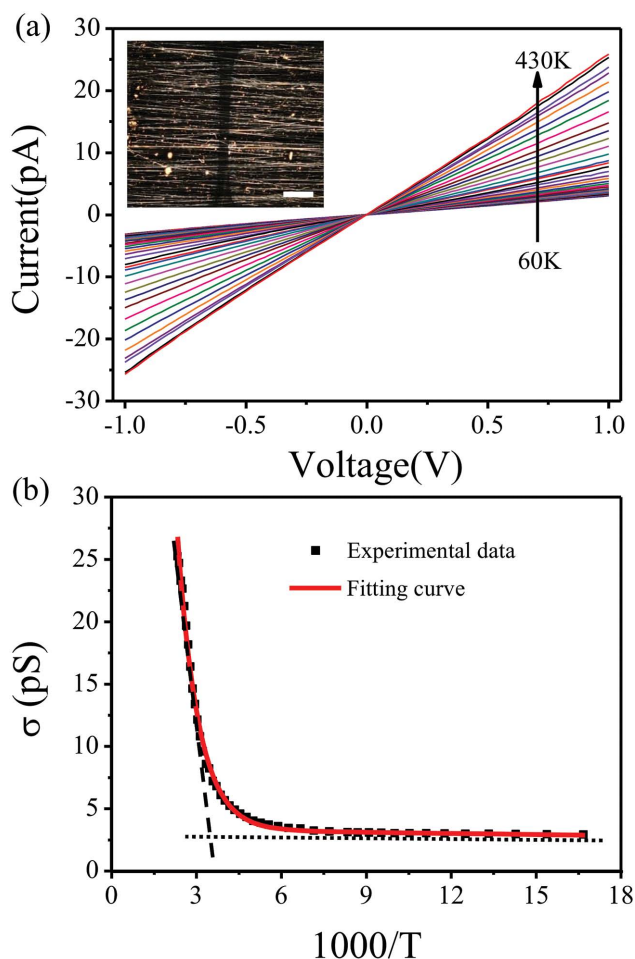 (a)
30
20
10
0
-10
-20
-30
Current(pA)
430K
60K
-1.0 -0.5 0.0 0.5 1.0
Voltage(V)
(b)
30
25
20
15
10
5
0
σ (pS)
Experimental data
Fitting curve
3 6 9 12 15 18
1000/T